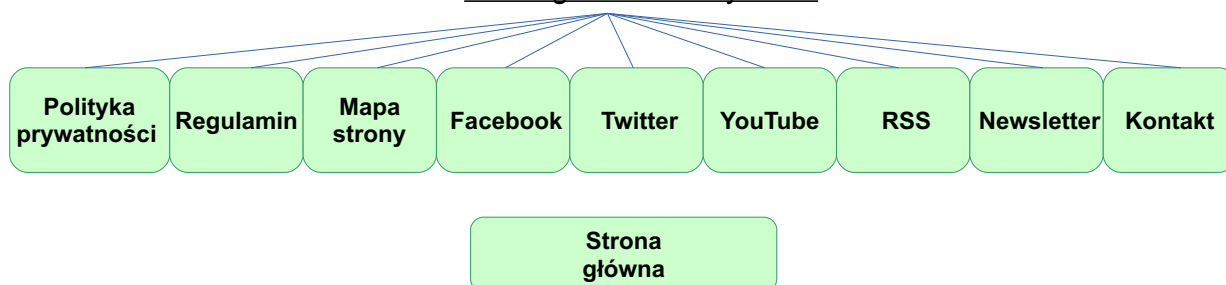 Polityka
prywatności
Regulamin
Mapa
strony
Facebook
Twitter
YouTube
RSS
Newsletter
Kontakt
Strona
główna